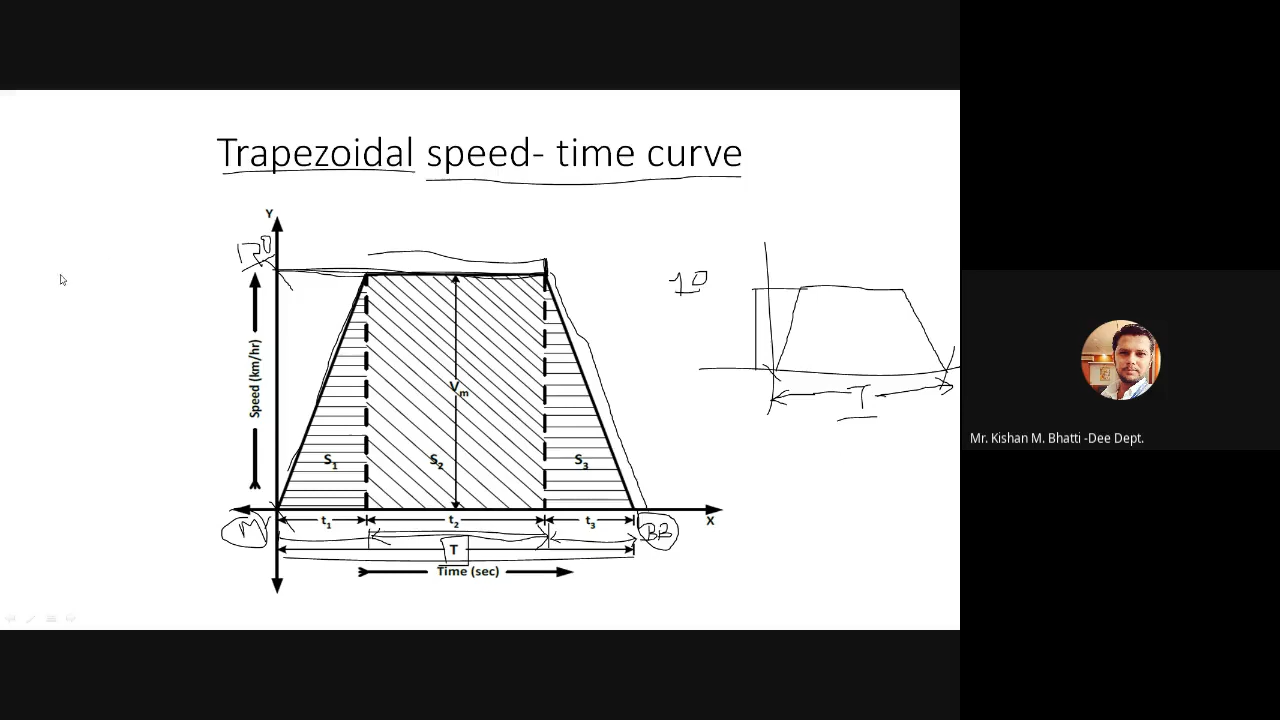 Trapezoidal speed- time curve
Y
120
10
Speed (km/hr)
Vm
S1
S2
S3
T
t1
t2
t3
X
M
BB
T
Time (sec)
Mr. Kishan M. Bhatti -Dee Dept.